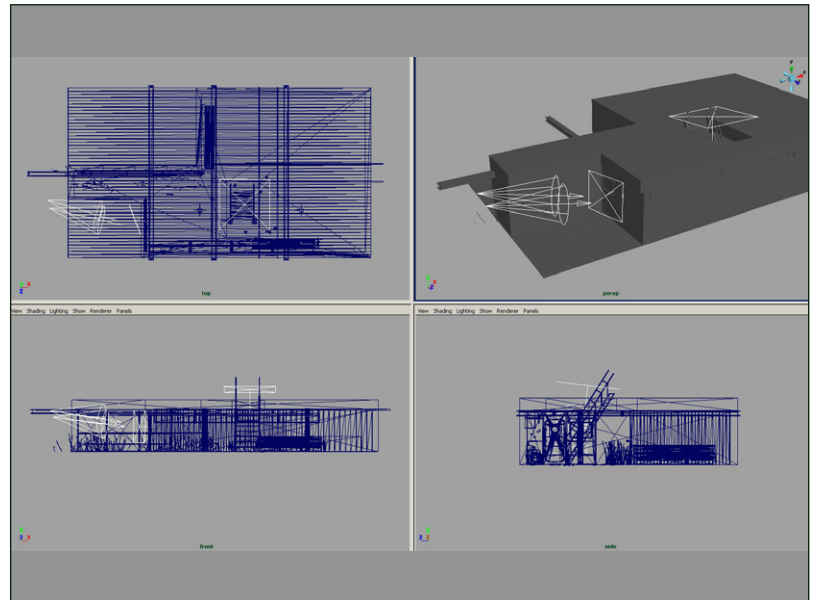 top
persp
View Shading Lighting Show Renderer Panels
View Shading Lighting Show Renderer Panels
front
side